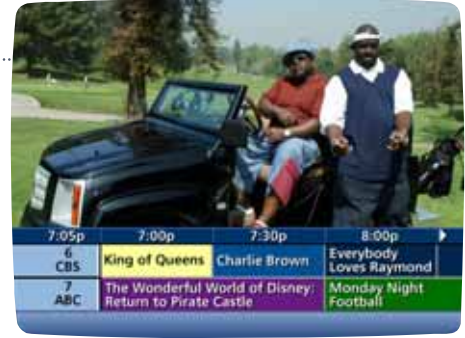 7:05p 7:00p 7:30p 8:00p
6
CBS
King of Queens
Charlie Brown
Everybody
Loves Raymond
7
ABC
The Wonderful World of Disney:
Return to Pirate Castle
Monday Night
Football